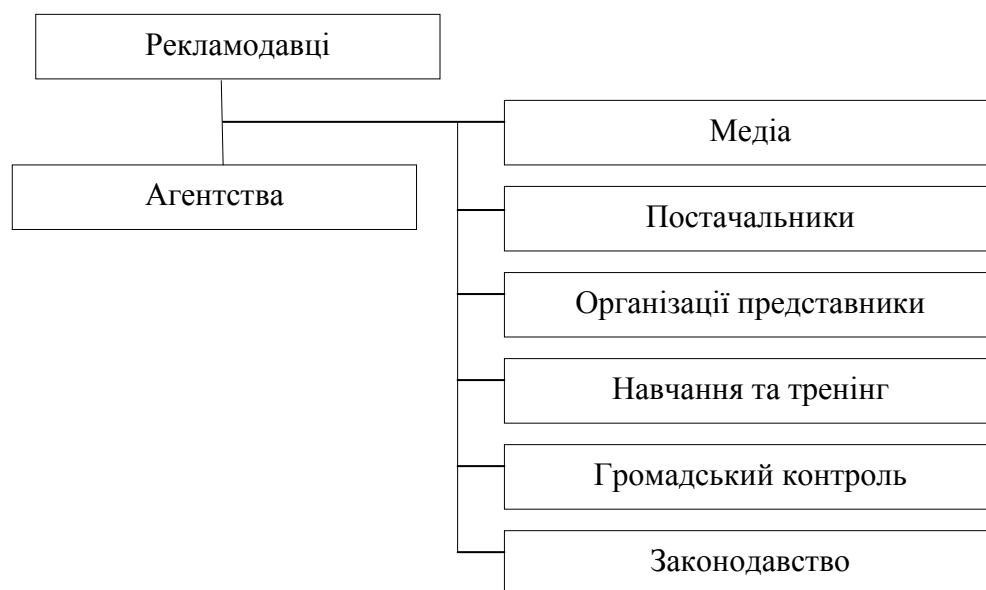 Рекламодавці
Медіа
Агентства
Постачальники
Організації представники
Навчання та тренінг
Громадський контроль
Законодавство